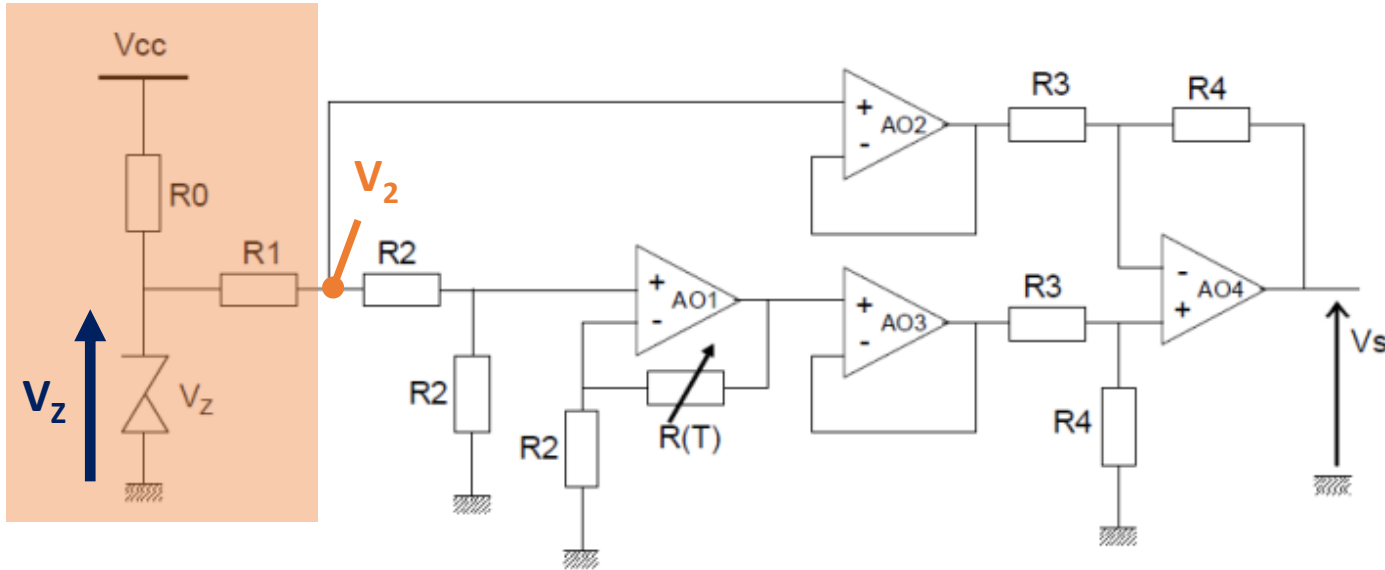 Vcc
R0
R1
V2
R2
R2
R2
VZ
VZ
+
-
AO1
R(T)
+
-
AO2
+
-
AO3
R3
R4
R3
R4
-
+
AO4
Vs